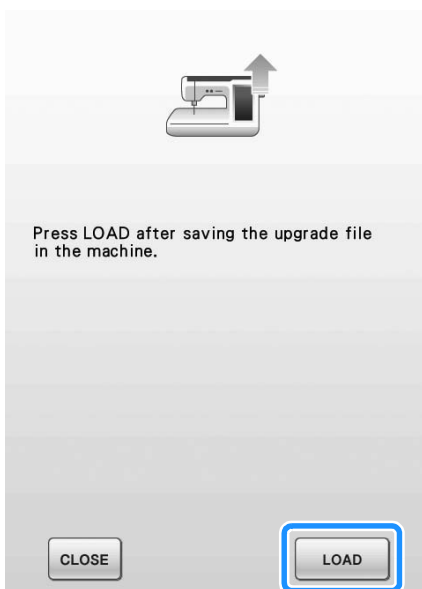 Press LOAD after saving the upgrade file
in the machine.
CLOSE
LOAD